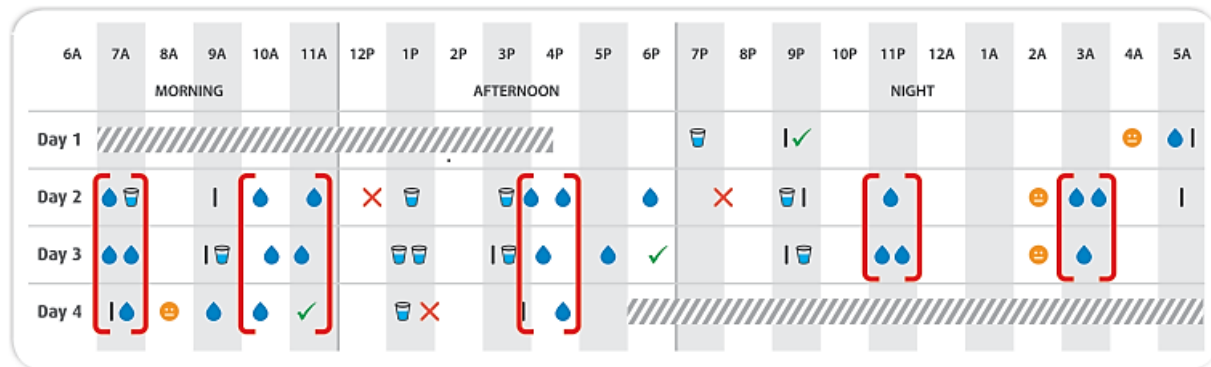 6A 7A 8A 9A 10A 11A 12P 1P 2P 3P 4P 5P 6P 7P 8P 9P 10P 11P 12A 1A 2A 3A 4A 5A
MORNING AFTERNOON NIGHT
Day 1
Day 2
Day 3
Day 4